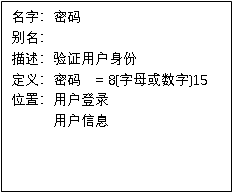 名字：密码
别名：
描述：验证用户身份
定义：密码　= 8{字母或数字}15
位置：用户登录
用户信息